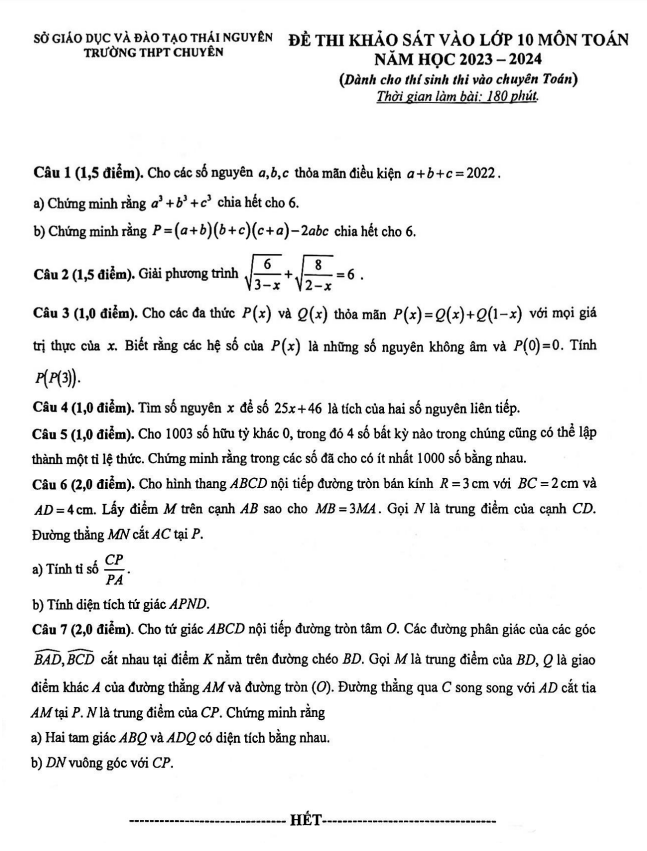 SỞ GIÁO DỤC VÀ ĐÀO TẠO THÁI NGUYÊN
TRƯỜNG THPT CHUYÊN
ĐỀ THI KHẢO SÁT VÀO LỚP 10 MÔN TOÁN
NĂM HỌC 2023 – 2024
(Dành cho thí sinh thi vào chuyên Toán)
Thời gian làm bài: 180 phút.
Câu 1 (1,5 điểm). Cho các số nguyên a,b,c thỏa mãn điều kiện a+b+c=2022.
a) Chứng minh rằng a³+b³+c³ chia hết cho 6.
b) Chứng minh rằng P=(a+b)(b+c)(c+a)−2abc chia hết cho 6.
Câu 2 (1,5 điểm). Giải phương trình √(6/(3−x)) + √(8/(2−x)) = 6 .
Câu 3 (1,0 điểm). Cho các đa thức P(x) và Q(x) thỏa mãn P(x)=Q(x)+Q(1−x) với mọi giá
trị thực của x. Biết rằng các hệ số của P(x) là những số nguyên không âm và P(0)=0. Tính
P(P(3)).
Câu 4 (1,0 điểm). Tìm số nguyên x để số 25x+46 là tích của hai số nguyên liên tiếp.
Câu 5 (1,0 điểm). Cho 1003 số hữu tỷ khác 0, trong đó 4 số bất kỳ nào trong chúng cũng có thể lập
thành một tỉ lệ thức. Chứng minh rằng trong các số đã cho có ít nhất 1000 số bằng nhau.
Câu 6 (2,0 điểm). Cho hình thang ABCD nội tiếp đường tròn bán kính R=3cm với BC=2cm và
AD=4cm. Lấy điểm M trên cạnh AB sao cho MB=3MA. Gọi N là trung điểm của cạnh CD.
Đường thẳng MN cắt AC tại P.
a) Tính tỉ số CP/PA.
b) Tính diện tích tứ giác APND.
Câu 7 (2,0 điểm). Cho tứ giác ABCD nội tiếp đường tròn tâm O. Các đường phân giác của các góc
BAD, BCD cắt nhau tại điểm K nằm trên đường chéo BD. Gọi M là trung điểm của BD, Q là giao
điểm khác A của đường thẳng AM và đường tròn (O). Đường thẳng qua C song song với AD cắt tia
AM tại P. N là trung điểm của CP. Chứng minh rằng
a) Hai tam giác ABQ và ADQ có diện tích bằng nhau.
b) DN vuông góc với CP.
-------------------------------- HẾT-----------------------------------